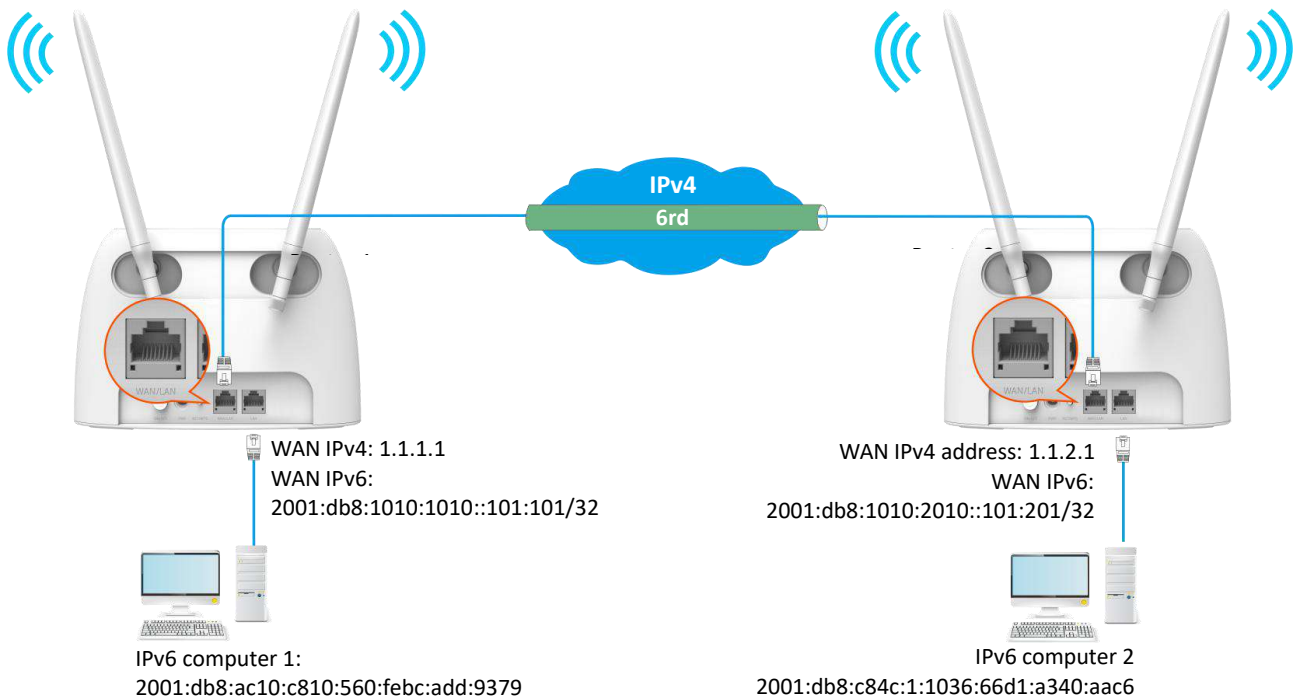 IPv4
6rd
WAN/LAN
WAN/LAN
WAN IPv4: 1.1.1.1
WAN IPv6:
2001:db8:1010:1010::101:101/32
WAN IPv4 address: 1.1.2.1
WAN IPv6:
2001:db8:1010:2010::101:201/32
IPv6 computer 1:
2001:db8:ac10:c810:560:febc:add:9379
IPv6 computer 2
2001:db8:c84c:1:1036:66d1:a340:aac6